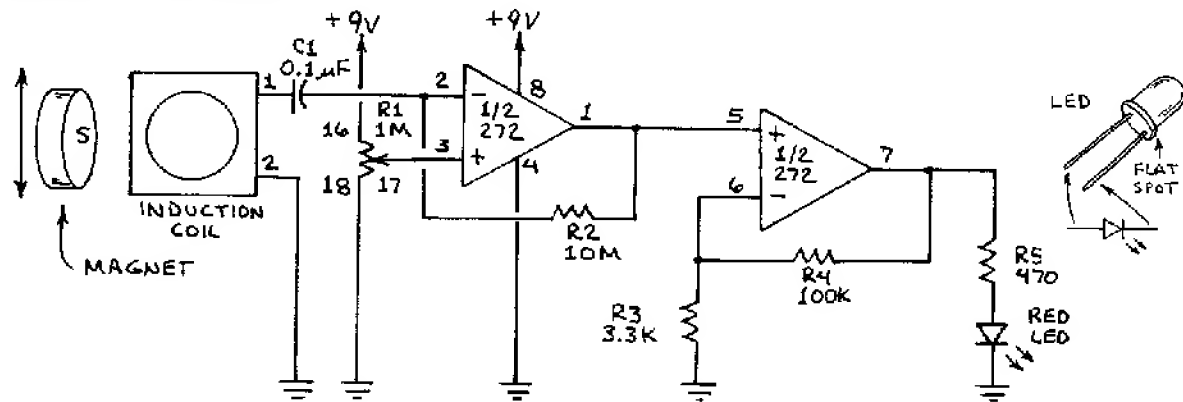 +9V
+9V
C1
0.1µF
1
2
S
INDUCTION
COIL
MAGNET
R1
1M
16
18
17
2
3
8
4
1
−
+
1/2
272
R2
10M
5
6
7
+
−
1/2
272
R3
3.3K
R4
100K
R5
470
RED
LED
LED
FLAT
SPOT